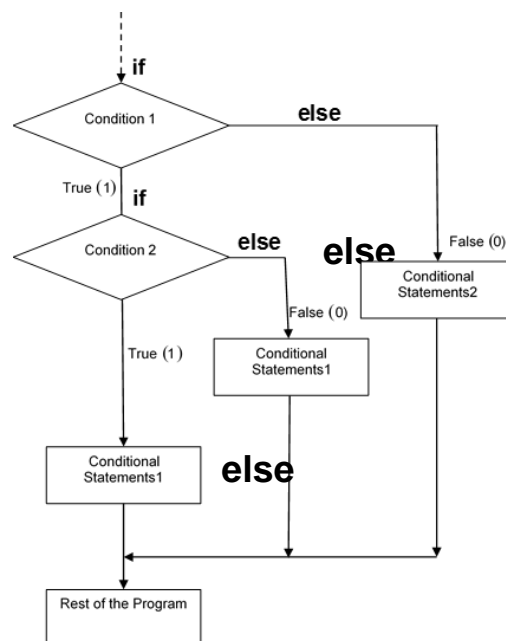 if
Condition 1
else
True (1)
if
Condition 2
else
else
False (0)
Conditional
Statements2
False (0)
True (1)
Conditional
Statements1
Conditional
Statements1
else
Rest of the Program